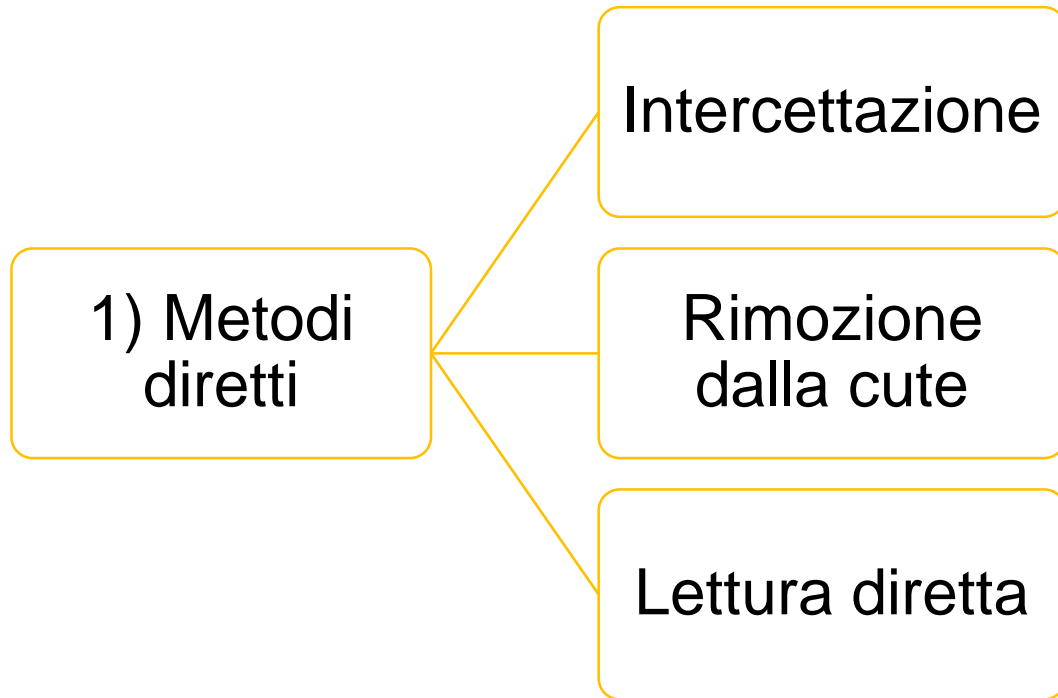 1) Metodi
diretti
Intercettazione
Rimozione
dalla cute
Lettura diretta